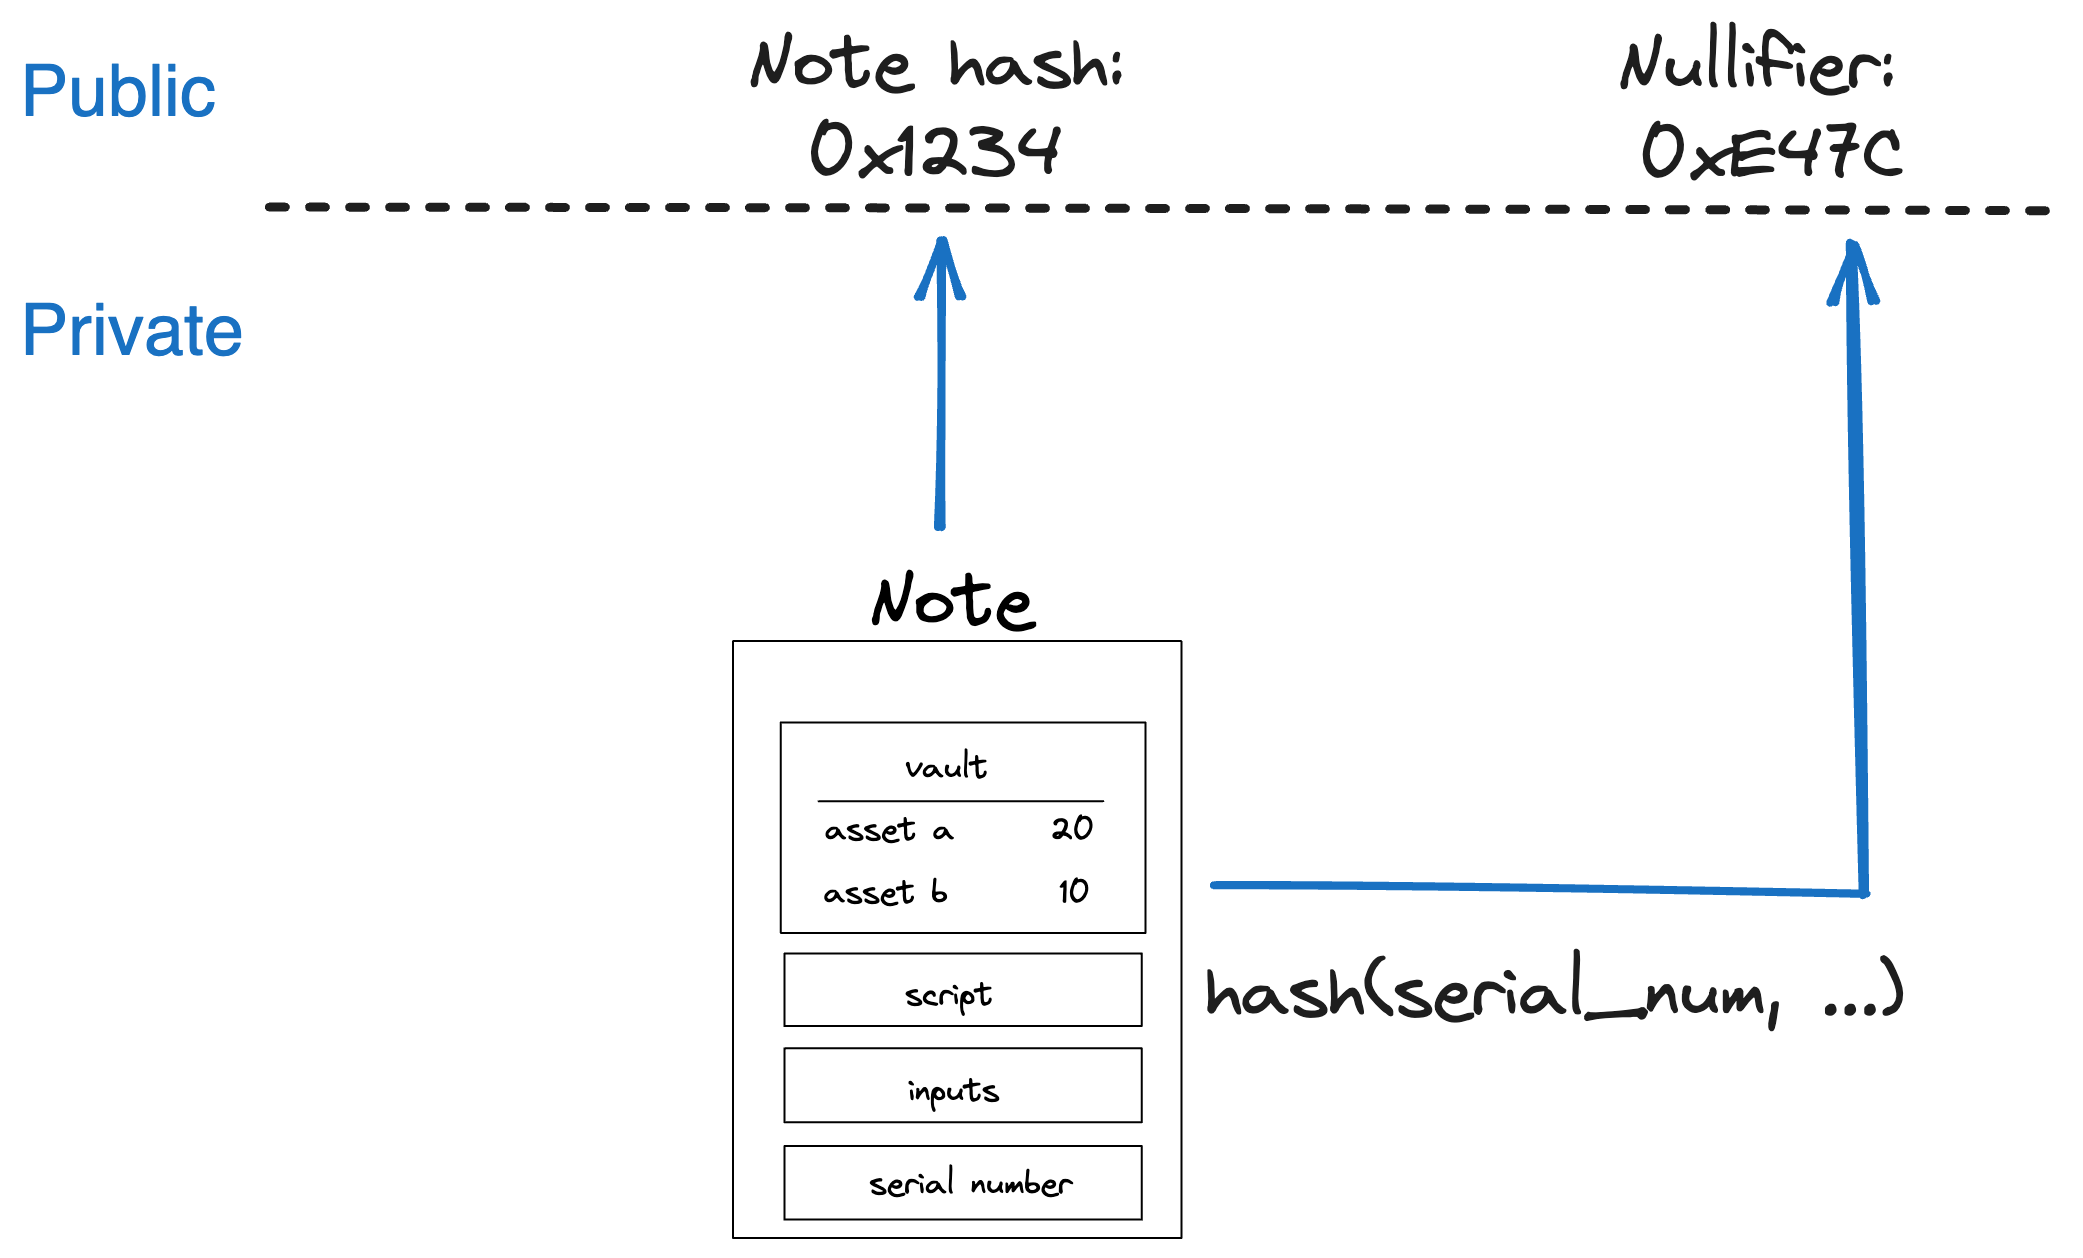 Public
Note hash:
0x1234
Nullifier:
0xE47C
Private
Note
vault
asset a 20
asset b 10
script
inputs
serial number
hash(serial_num, ...)